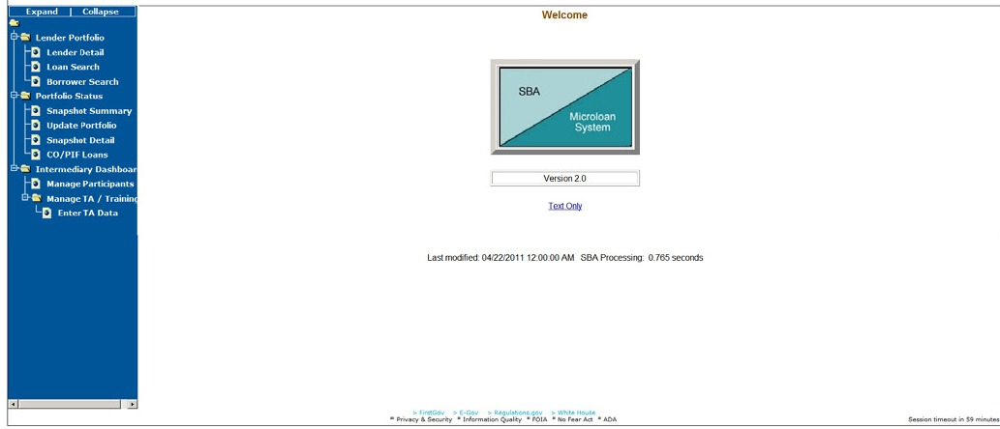 Expand | Collapse
Lender Portfolio
Lender Detail
Loan Search
Borrower Search
Portfolio Status
Snapshot Summary
Update Portfolio
Snapshot Detail
CO/PIF Loans
Intermediary Dashboar
Manage Participants
Manage TA / Training
Enter TA Data
Welcome
SBA
Microloan
System
Version 2.0
Text Only
Last modified: 04/22/2011 12:00:00 AM SBA Processing: 0.765 seconds
> FirstGov > E-Gov > Regulations.gov > White House
* Privacy & Security * Information Quality * FOIA * No Fear Act * ADA
Session timeout in 59 minutes